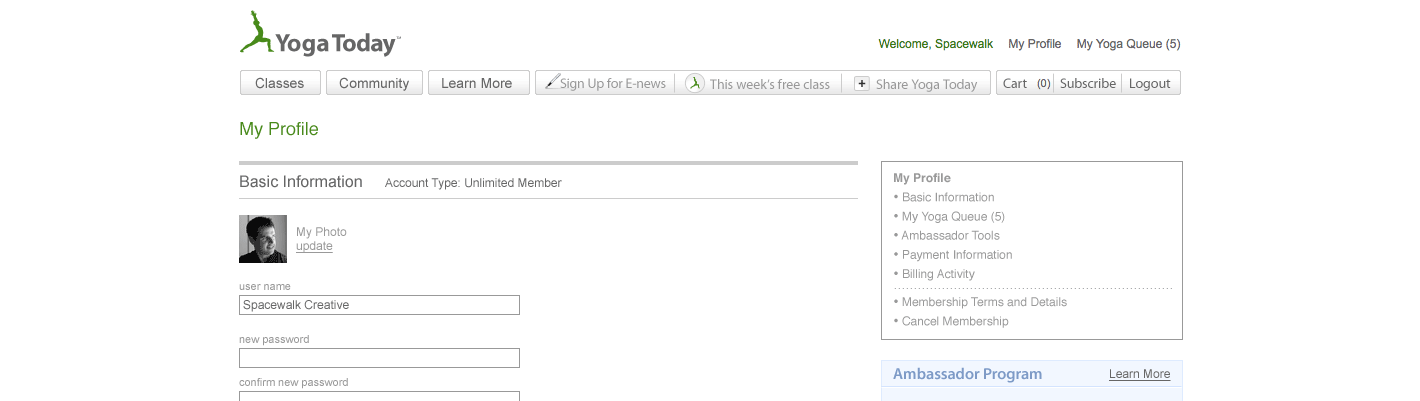 Yoga Today™
Welcome, Spacewalk My Profile My Yoga Queue (5)
Classes Community Learn More Sign Up for E-news This week's free class Share Yoga Today Cart (0) Subscribe Logout
My Profile
Basic Information Account Type: Unlimited Member
My Photo
update
user name
Spacewalk Creative
new password
confirm new password
My Profile
• Basic Information
• My Yoga Queue (5)
• Ambassador Tools
• Payment Information
• Billing Activity
• Membership Terms and Details
• Cancel Membership
Ambassador Program Learn More